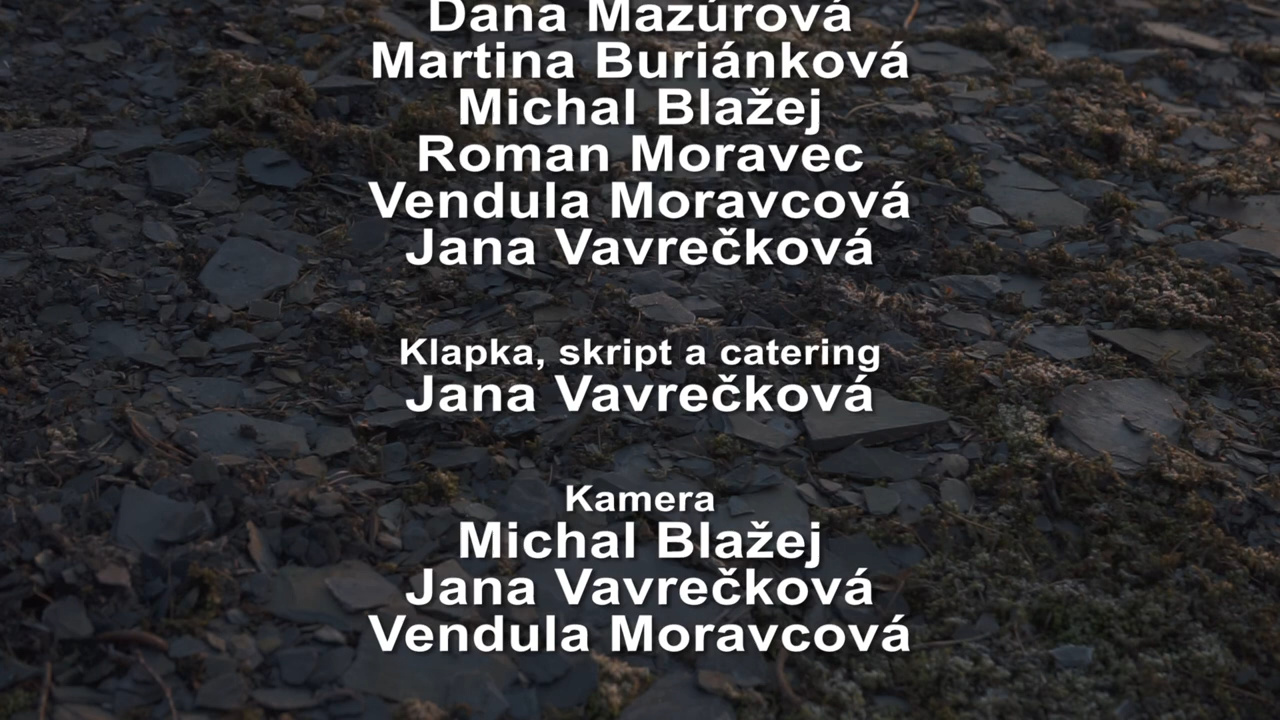 Dana Mazúrová
Martina Buriánková
Michal Blažej
Roman Moravec
Vendula Moravcová
Jana Vavrečková
Klapka, skript a catering
Jana Vavrečková
Kamera
Michal Blažej
Jana Vavrečková
Vendula Moravcová